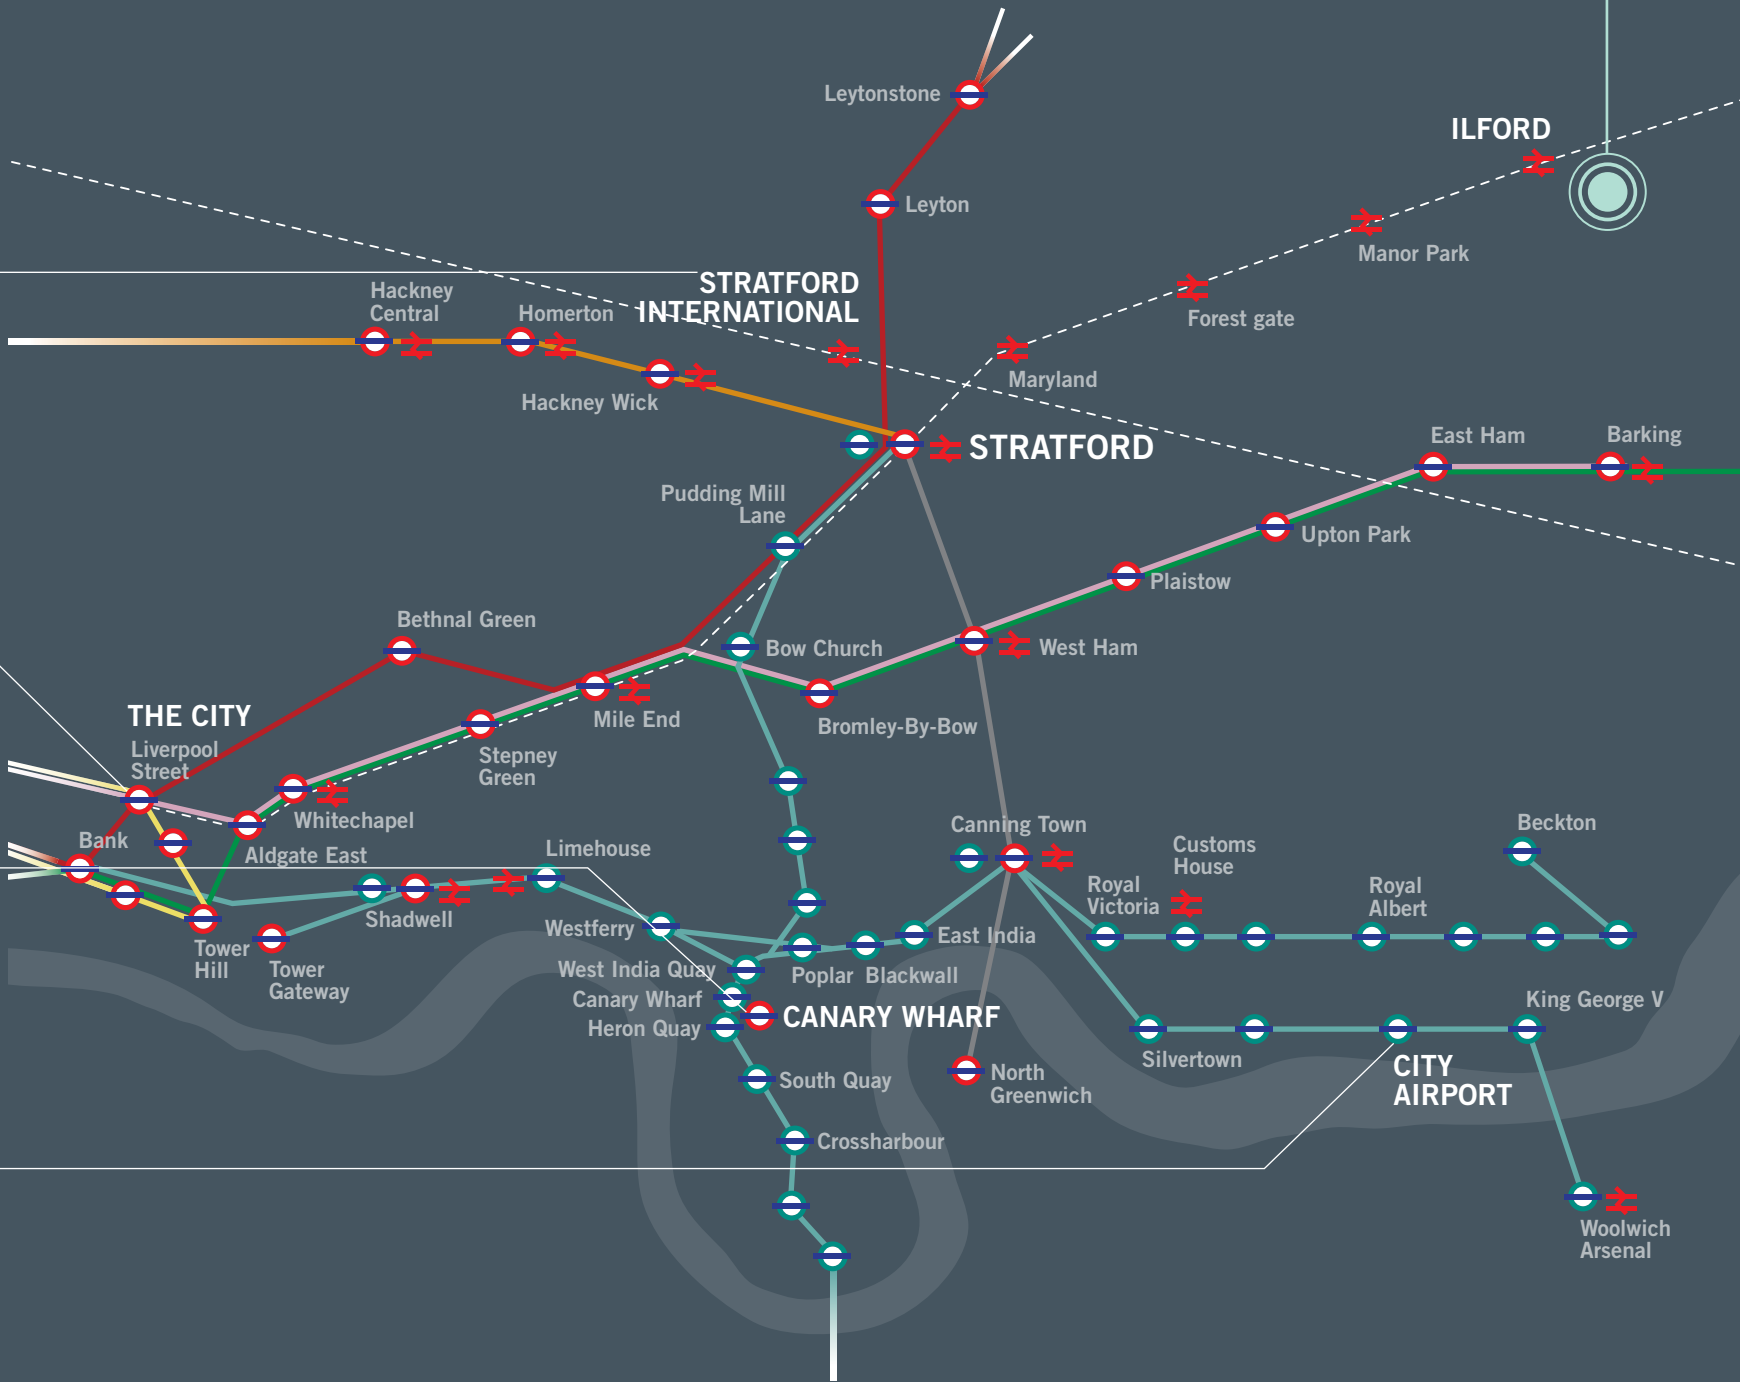 Leytonstone
ILFORD
Leyton
Manor Park
STRATFORD
INTERNATIONAL
Hackney
Central
Homerton
Forest gate
Maryland
Hackney Wick
STRATFORD
East Ham
Barking
Pudding Mill
Lane
Upton Park
Plaistow
Bethnal Green
Bow Church
West Ham
THE CITY
Liverpool
Street
Mile End
Bromley-By-Bow
Stepney
Green
Whitechapel
Bank
Aldgate East
Limehouse
Canning Town
Customs
House
Beckton
Royal
Victoria
Royal
Albert
Shadwell
Westferry
East India
Tower
Hill
Tower
Gateway
West India Quay
Poplar
Blackwall
Canary Wharf
CANARY WHARF
King George V
Heron Quay
Silvertown
CITY
AIRPORT
South Quay
North
Greenwich
Crossharbour
Woolwich
Arsenal